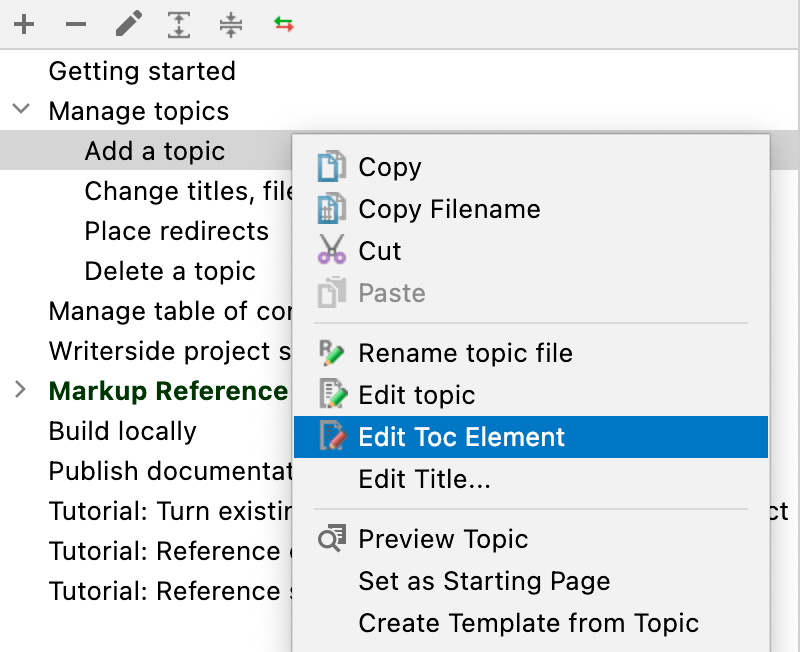 Getting started
Manage topics
Add a topic
Change titles, file
Place redirects
Delete a topic
Manage table of con
Writerside project s
Markup Reference
Build locally
Publish documentat
Tutorial: Turn existin ct
Tutorial: Reference
Tutorial: Reference s
Copy
Copy Filename
Cut
Paste
Rename topic file
Edit topic
Edit Toc Element
Edit Title...
Preview Topic
Set as Starting Page
Create Template from Topic